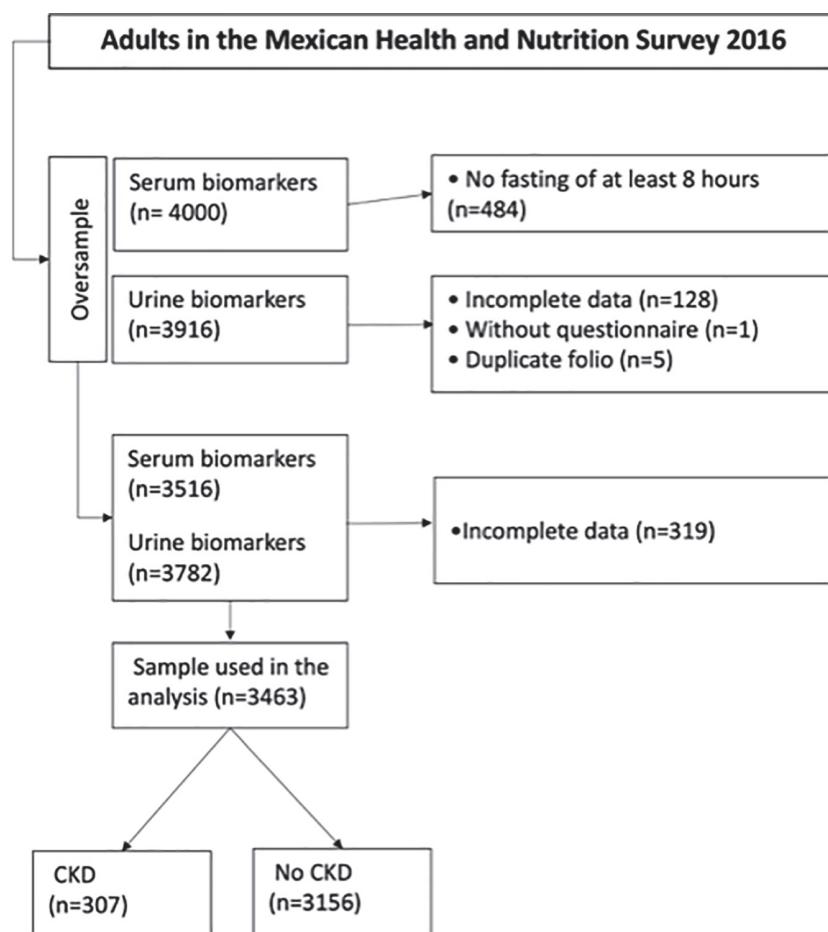 Adults in the Mexican Health and Nutrition Survey 2016
Oversample
Serum biomarkers
(n= 4000)
• No fasting of at least 8 hours
(n=484)
Urine biomarkers
(n=3916)
• Incomplete data (n=128)
• Without questionnaire (n=1)
• Duplicate folio (n=5)
Serum biomarkers
(n=3516)
Urine biomarkers
(n=3782)
•Incomplete data (n=319)
Sample used in the
analysis (n=3463)
CKD
(n=307)
No CKD
(n=3156)